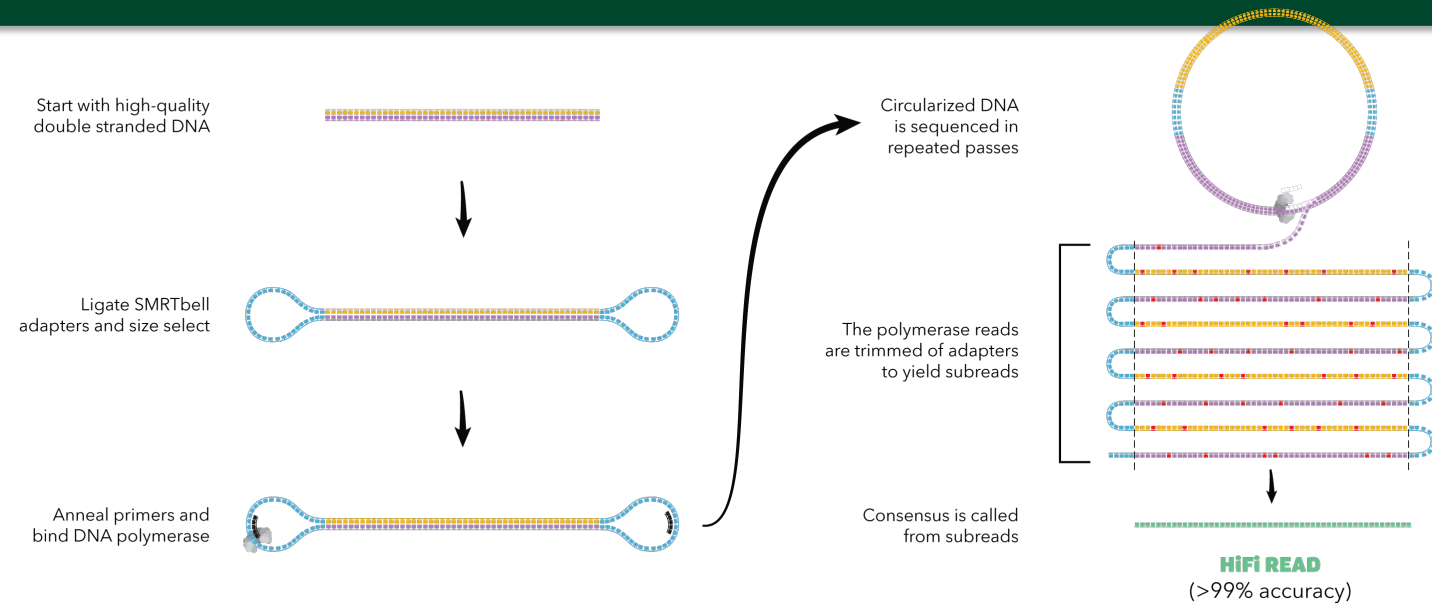 Start with high-quality
double stranded DNA
Ligate SMRTbell
adapters and size select
Anneal primers and
bind DNA polymerase
Circularized DNA
is sequenced in
repeated passes
The polymerase reads
are trimmed of adapters
to yield subreads
Consensus is called
from subreads
HiFi READ
(>99% accuracy)